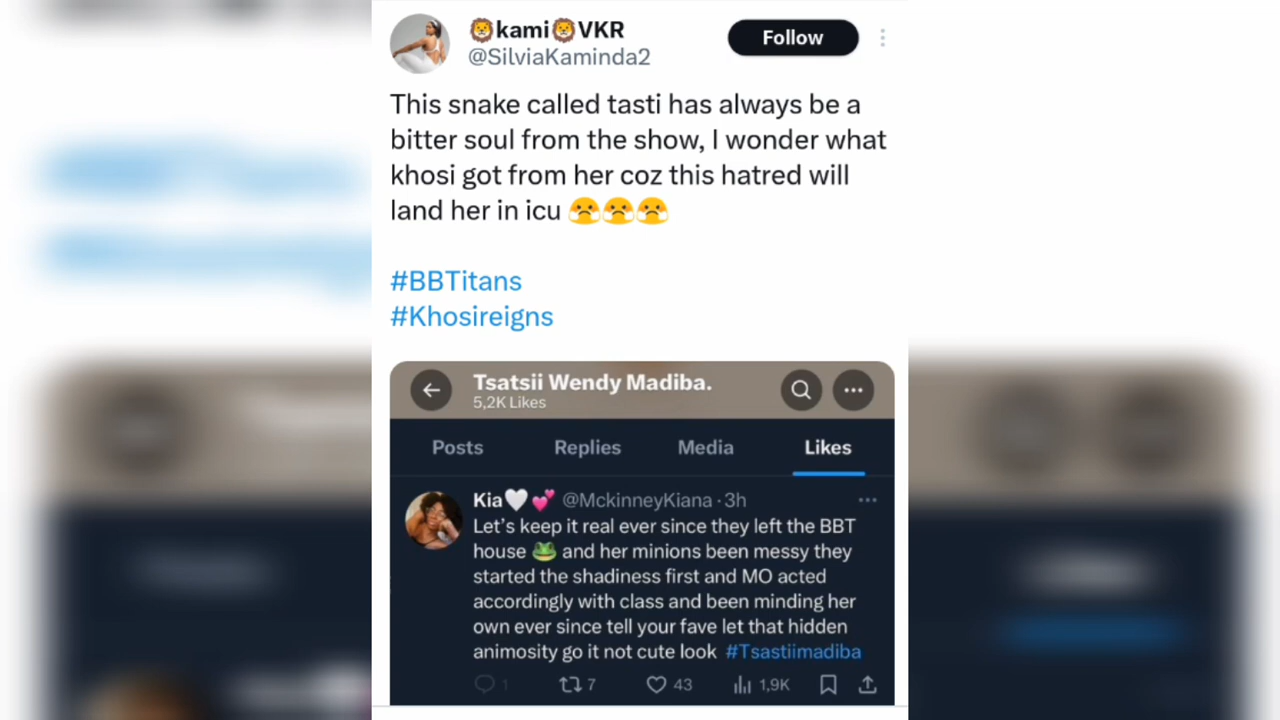 🦁kami🦁VKR
Follow
@SilviaKaminda2
This snake called tasti has always be a
bitter soul from the show, I wonder what
khosi got from her coz this hatred will
land her in icu 😤😤😤
#BBTitans
#Khosireigns
Tsatsii Wendy Madiba.
5,2K Likes
Posts Replies Media Likes
Kia🤍💕 @MckinneyKiana · 3h
Let's keep it real ever since they left the BBT
house 🐸 and her minions been messy they
started the shadiness first and MO acted
accordingly with class and been minding her
own ever since tell your fave let that hidden
animosity go it not cute look #Tsastiimadiba
1 7 43 1,9K